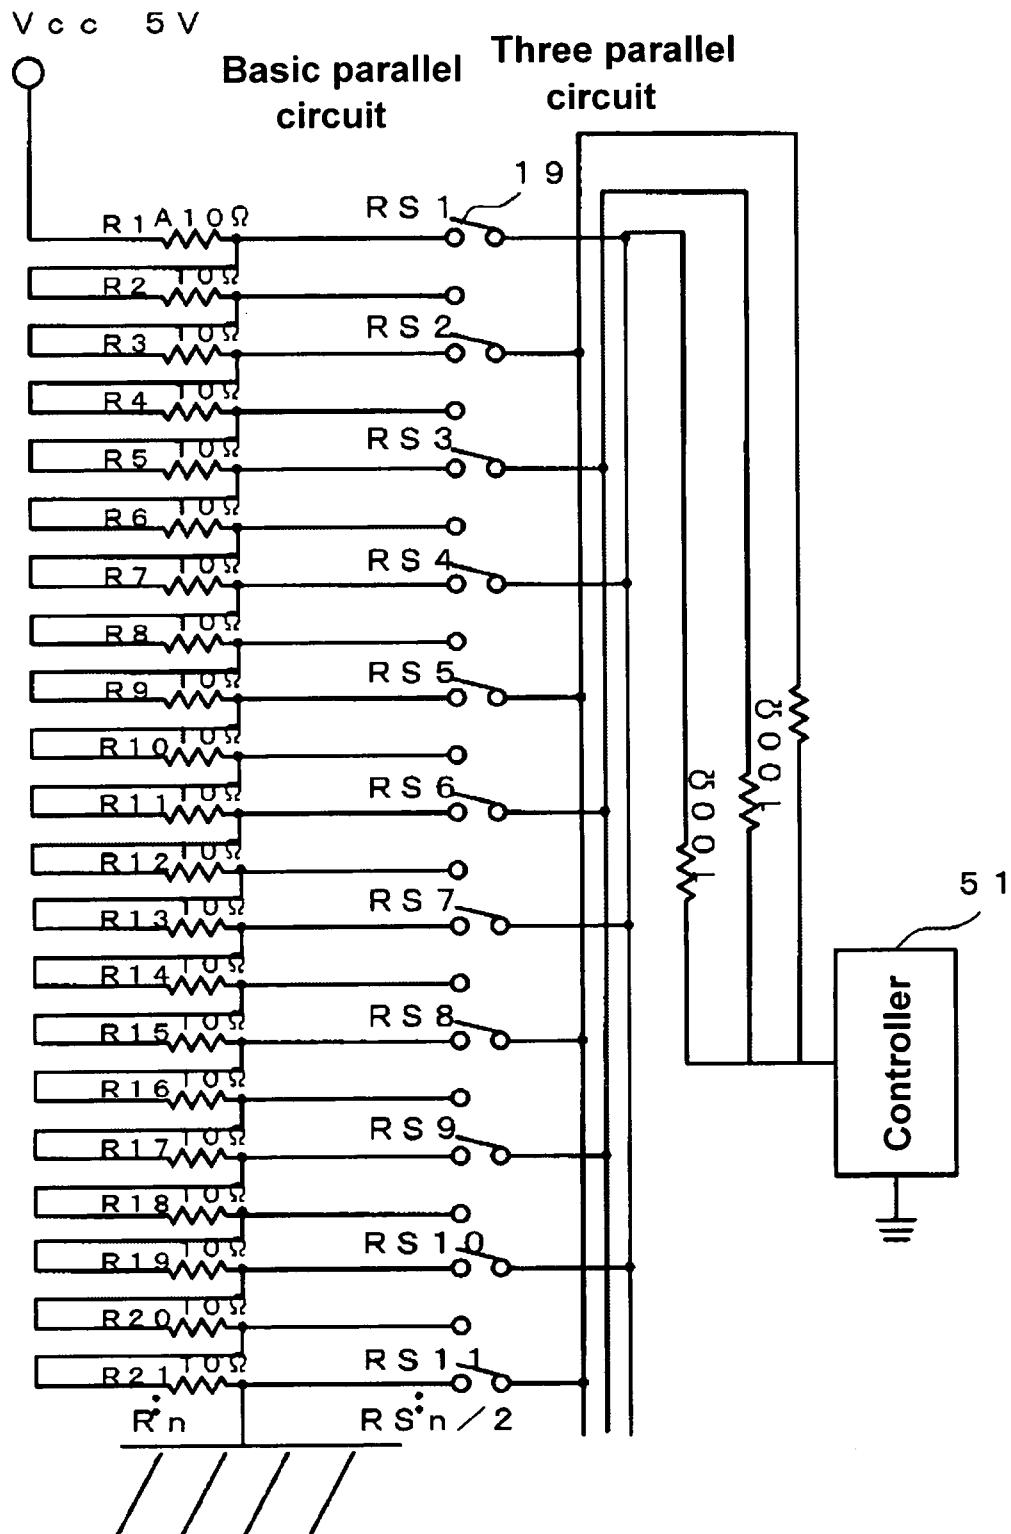 Vcc 5V
Basic parallel
circuit
Three parallel
circuit
19
R1 A10Ω RS1
R2 10Ω
R3 10Ω RS2
R4 10Ω
R5 10Ω RS3
R6 10Ω
R7 10Ω RS4
R8 10Ω
R9 10Ω RS5
R10 10Ω
R11 10Ω RS6
R12 10Ω
R13 10Ω RS7
R14 10Ω
R15 10Ω RS8
R16 10Ω
R17 10Ω RS9
R18 10Ω
R19 10Ω RS10
R20 10Ω
R21 10Ω RS11
Rn RSn/2
100Ω
100Ω
51
Controller